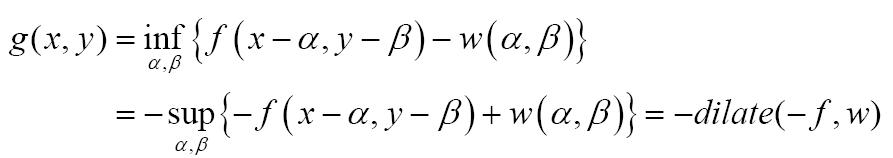 g(x, y) = inf_{α,β} {f(x − α, y − β) − w(α, β)}
= −sup_{α,β} {−f(x − α, y − β) + w(α, β)} = −dilate(−f, w)